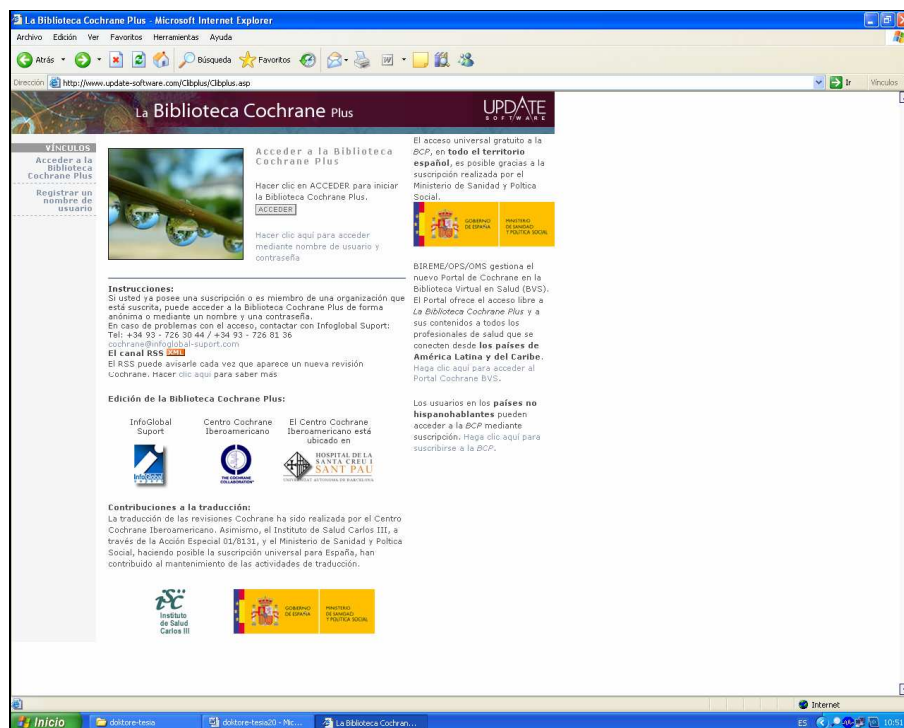 La Biblioteca Cochrane Plus - Microsoft Internet Explorer
Archivo Edición Ver Favoritos Herramientas Ayuda
Atrás Búsqueda Favoritos
Dirección http://www.update-software.com/Clibplus/Clibplus.asp Ir Vínculos
La Biblioteca Cochrane Plus
UPDATE
SOFTWARE
VÍNCULOS
Acceder a la
Biblioteca
Cochrane Plus
Registrar un
nombre de
usuario
Acceder a la Biblioteca
Cochrane Plus
Hacer clic en ACCEDER para iniciar
la Biblioteca Cochrane Plus.
ACCEDER
Hacer clic aquí para acceder
mediante nombre de usuario y
contraseña
Instrucciones:
Si usted ya posee una suscripción o es miembro de una organización que
está suscrita, puede acceder a la Biblioteca Cochrane Plus de forma
anónima o mediante un nombre y una contraseña.
En caso de problemas con el acceso, contactar con Infoglobal Suport:
Tel: +34 93 - 726 30 44 / +34 93 - 726 81 36
cochrane@infoglobal-suport.com
El canal RSS XML
El RSS puede avisarle cada vez que aparece un nueva revisión
Cochrane. Hacer clic aquí para saber más
Edición de la Biblioteca Cochrane Plus:
InfoGlobal
Suport
Centro Cochrane
Iberoamericano
El Centro Cochrane
Iberoamericano está
ubicado en
InfoGlobal
SUPORT
THE COCHRANE
COLLABORATION®
HOSPITAL DE LA
SANTA CREU I
SANT PAU
UNIVERSITAT AUTÒNOMA DE BARCELONA
Contribuciones a la traducción:
La traducción de las revisiones Cochrane ha sido realizada por el Centro
Cochrane Iberoamericano. Asimismo, el Instituto de Salud Carlos III, a
través de la Acción Especial 01/8131, y el Ministerio de Sanidad y Poltica
Social, haciendo posible la suscripción universal para España, han
contribuido al mantenimiento de las actividades de traducción.
Instituto
de Salud
Carlos III
GOBIERNO
DE ESPAÑA
MINISTERIO
DE SANIDAD
Y POLÍTICA SOCIAL
El acceso universal gratuito a la
BCP, en todo el territorio
español, es posible gracias a la
suscripción realizada por el
Ministerio de Sanidad y Poltica
Social.
GOBIERNO
DE ESPAÑA
MINISTERIO
DE SANIDAD
Y POLÍTICA SOCIAL
BIREME/OPS/OMS gestiona el
nuevo Portal de Cochrane en la
Biblioteca Virtual en Salud (BVS).
El Portal ofrece el acceso libre a
La Biblioteca Cochrane Plus y a
sus contenidos a todos los
profesionales de salud que se
conecten desde los países de
América Latina y del Caribe.
Haga clic aquí para acceder al
Portal Cochrane BVS.
Los usuarios en los países no
hispanohablantes pueden
acceder a la BCP mediante
suscripción. Haga clic aquí para
suscribirse a la BCP.
Internet
Inicio doktore-tesia doktore-tesia20 - Mic... La Biblioteca Cochran... ES 10:51